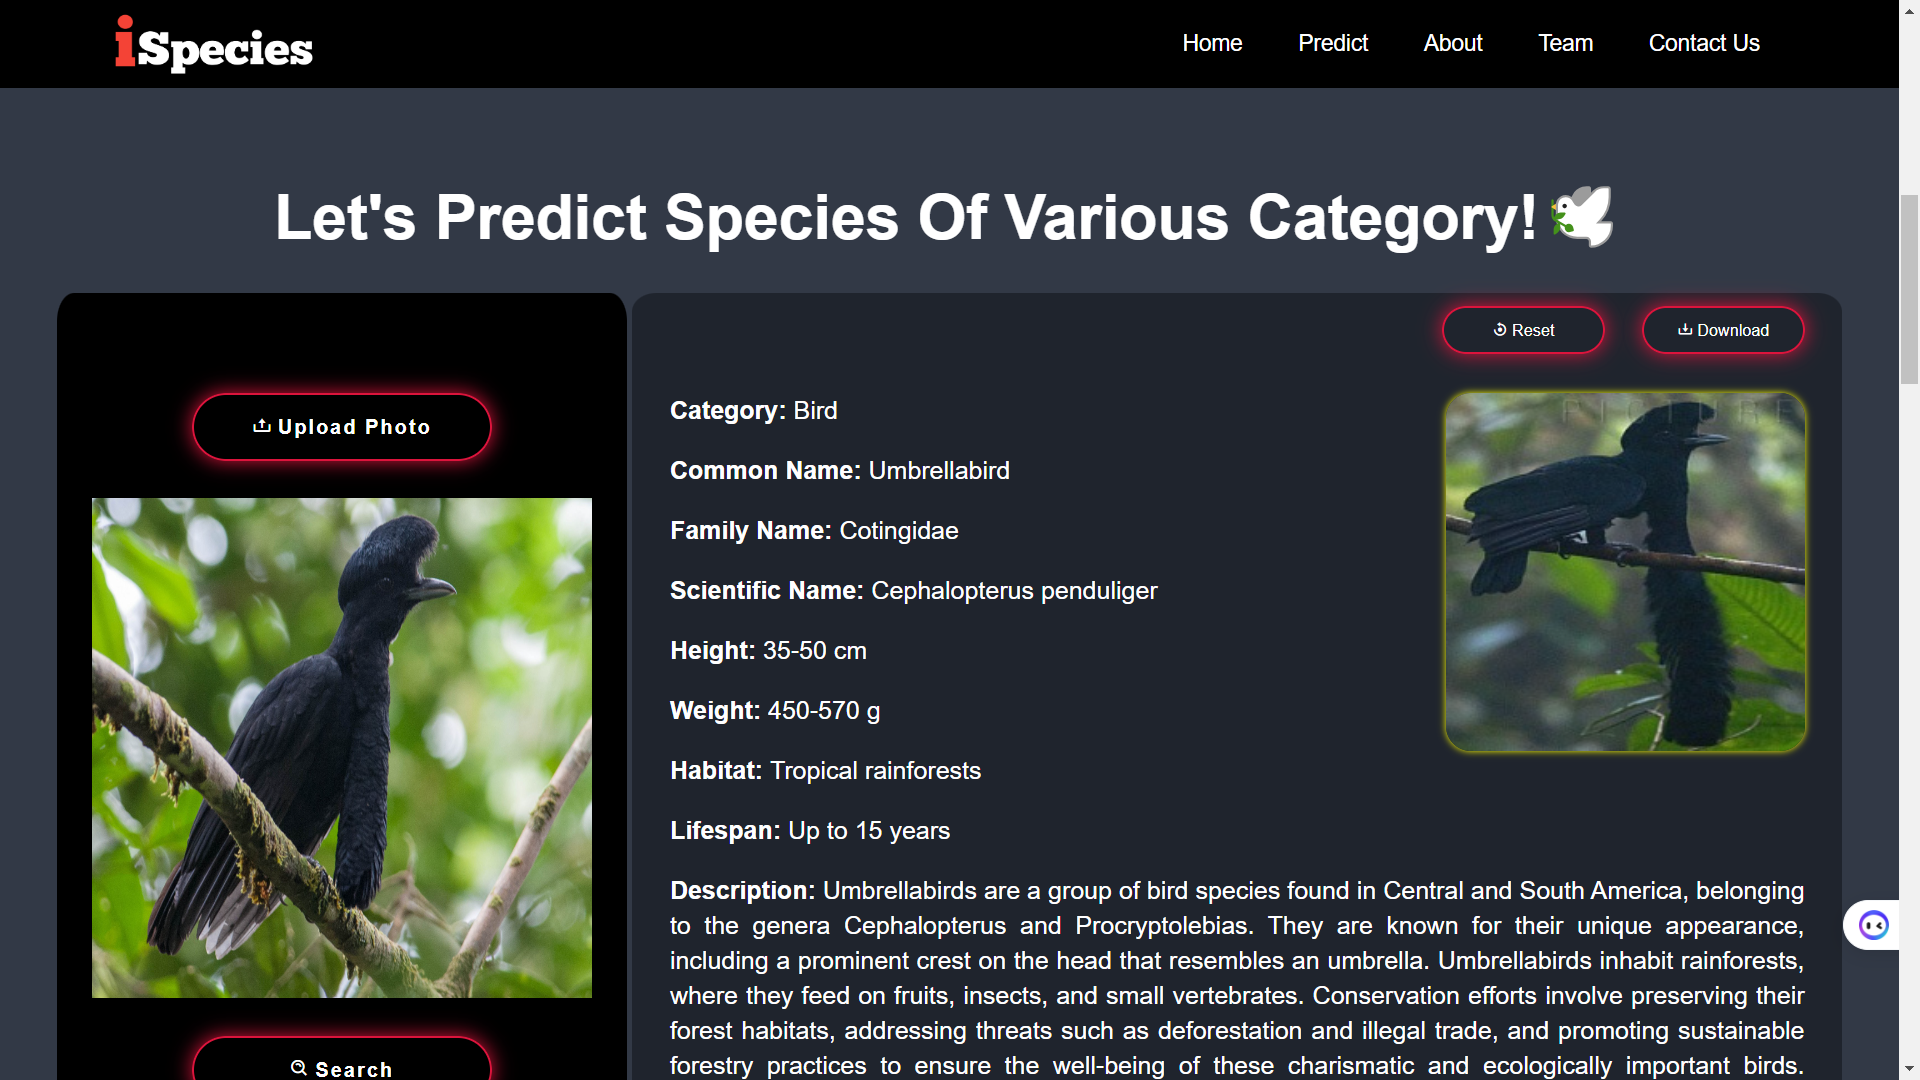 iSpecies
Home Predict About Team Contact Us
Let's Predict Species Of Various Category!
Upload Photo
Search
Reset Download
Category: Bird
Common Name: Umbrellabird
Family Name: Cotingidae
Scientific Name: Cephalopterus penduliger
Height: 35-50 cm
Weight: 450-570 g
Habitat: Tropical rainforests
Lifespan: Up to 15 years
PICTURE
Description: Umbrellabirds are a group of bird species found in Central and South America, belonging
to the genera Cephalopterus and Procryptolebias. They are known for their unique appearance,
including a prominent crest on the head that resembles an umbrella. Umbrellabirds inhabit rainforests,
where they feed on fruits, insects, and small vertebrates. Conservation efforts involve preserving their
forest habitats, addressing threats such as deforestation and illegal trade, and promoting sustainable
forestry practices to ensure the well-being of these charismatic and ecologically important birds.